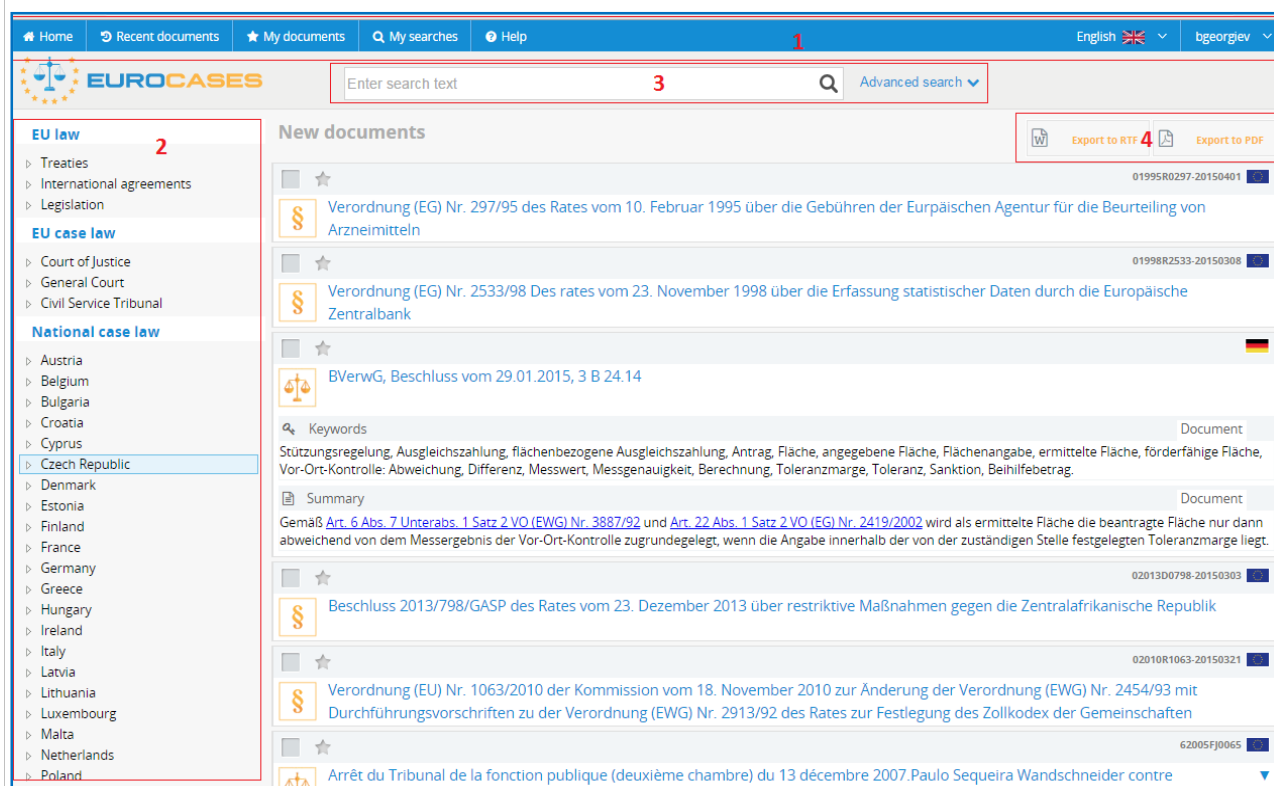 Home Recent documents My documents My searches Help 1 English bgeorgiev
EUROCASES
Enter search text 3 Advanced search
EU law
2
Treaties
International agreements
Legislation
EU case law
Court of Justice
General Court
Civil Service Tribunal
National case law
Austria
Belgium
Bulgaria
Croatia
Cyprus
Czech Republic
Denmark
Estonia
Finland
France
Germany
Greece
Hungary
Ireland
Italy
Latvia
Lithuania
Luxembourg
Malta
Netherlands
Poland
New documents
Export to RTF 4 Export to PDF
01995R0297-20150401
§ Verordnung (EG) Nr. 297/95 des Rates vom 10. Februar 1995 über die Gebühren der Eurpäischen Agentur für die Beurteiling von
Arzneimitteln
01998R2533-20150308
§ Verordnung (EG) Nr. 2533/98 Des rates vom 23. November 1998 über die Erfassung statistischer Daten durch die Europäische
Zentralbank
BVerwG, Beschluss vom 29.01.2015, 3 B 24.14
Keywords Document
Stützungsregelung, Ausgleichszahlung, flächenbezogene Ausgleichszahlung, Antrag, Fläche, angegebene Fläche, Flächenangabe, ermittelte Fläche, förderfähige Fläche,
Vor-Ort-Kontrolle: Abweichung, Differenz, Messwert, Messgenauigkeit, Berechnung, Toleranzmarge, Toleranz, Sanktion, Beihilfebetrag.
Summary Document
Gemäß Art. 6 Abs. 7 Unterabs. 1 Satz 2 VO (EWG) Nr. 3887/92 und Art. 22 Abs. 1 Satz 2 VO (EG) Nr. 2419/2002 wird als ermittelte Fläche die beantragte Fläche nur dann
abweichend von dem Messergebnis der Vor-Ort-Kontrolle zugrundegelegt, wenn die Angabe innerhalb der von der zuständigen Stelle festgelegten Toleranzmarge liegt.
02013D0798-20150303
§ Beschluss 2013/798/GASP des Rates vom 23. Dezember 2013 über restriktive Maßnahmen gegen die Zentralafrikanische Republik
02010R1063-20150321
§ Verordnung (EU) Nr. 1063/2010 der Kommission vom 18. November 2010 zur Änderung der Verordnung (EWG) Nr. 2454/93 mit
Durchführungsvorschriften zu der Verordnung (EWG) Nr. 2913/92 des Rates zur Festlegung des Zollkodex der Gemeinschaften
62005FJ0065
Arrêt du Tribunal de la fonction publique (deuxième chambre) du 13 décembre 2007.Paulo Sequeira Wandschneider contre